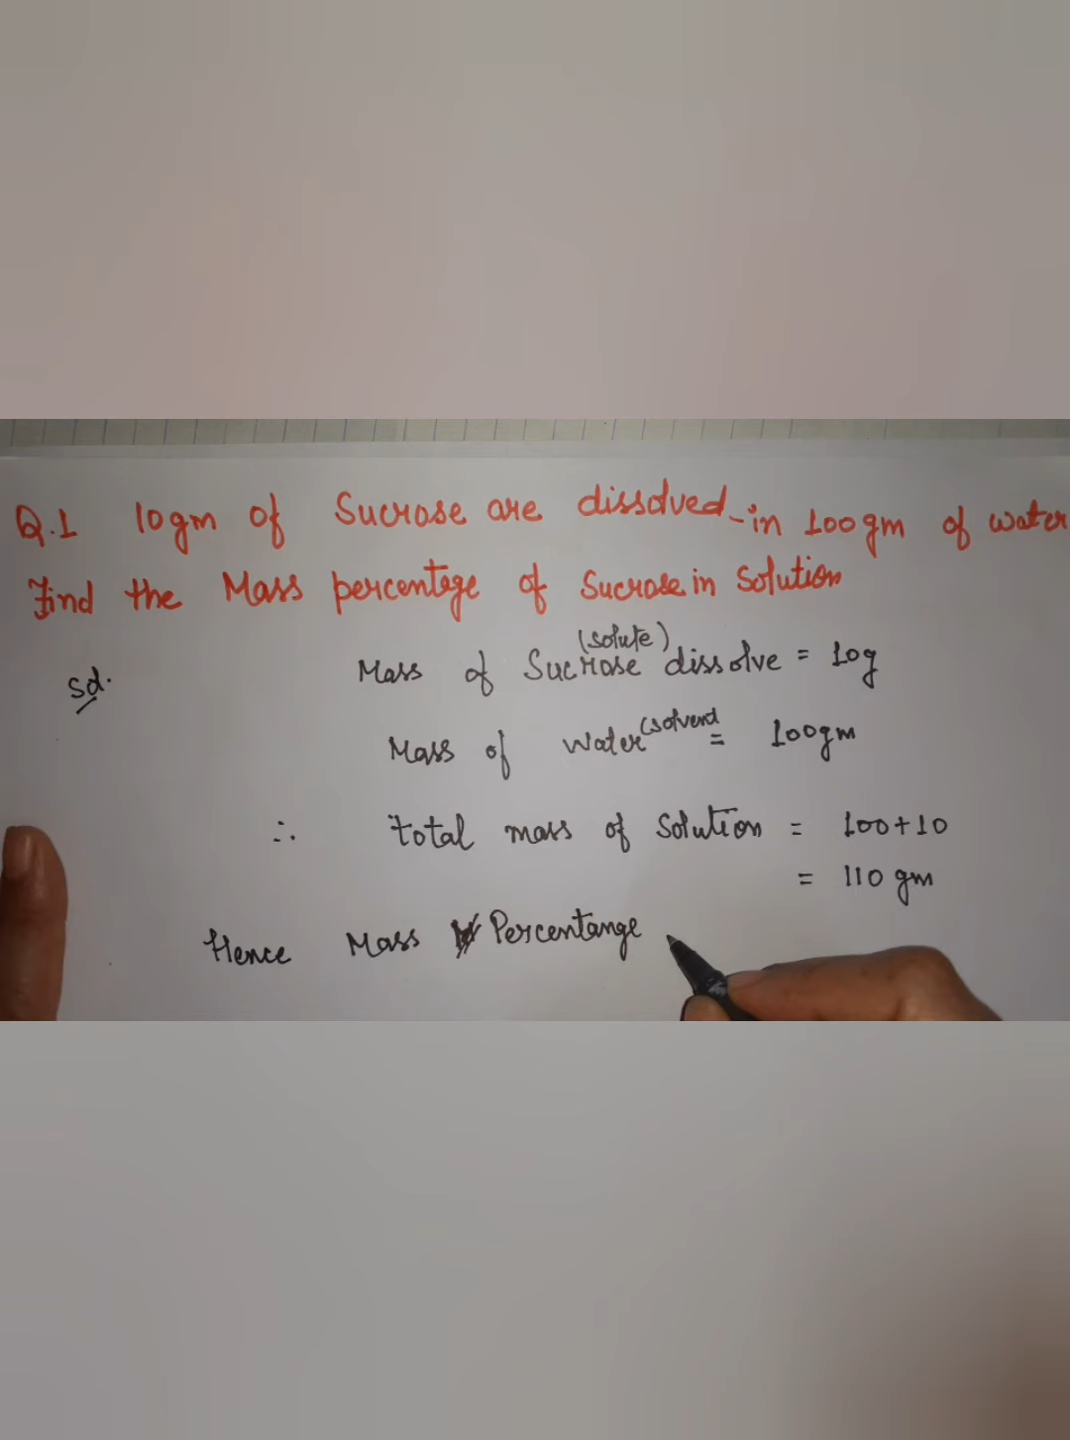 Q.1 10gm of Sucrose are dissolved in 100gm of water
Find the Mass percentage of Sucrose in Solution
Sol. Mass of Sucrose (solute) dissolve = 10g
Mass of Water (solvent = 100gm
∴ total mass of Solution = 100+10
= 110 gm
Hence Mass Percentange